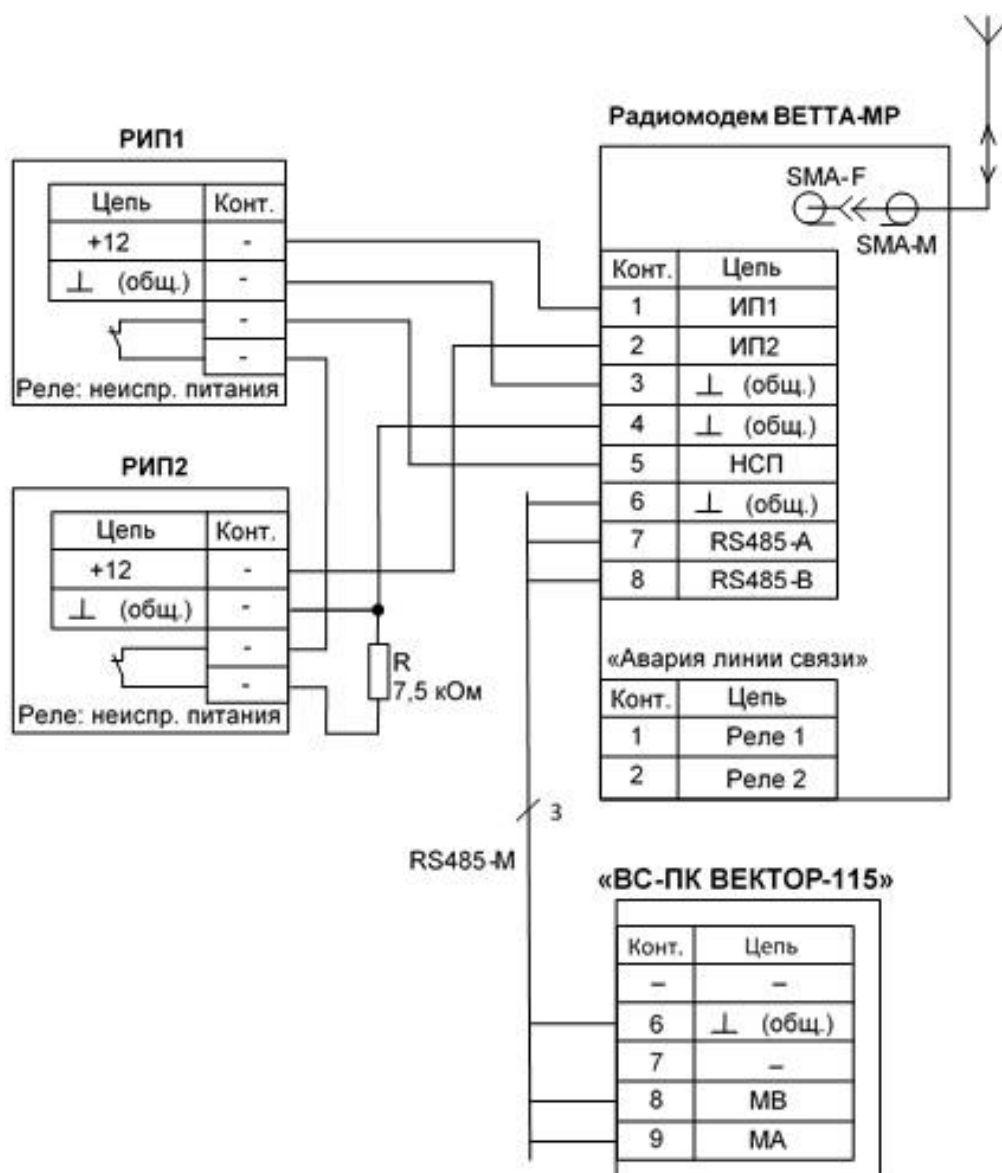 Радиомодем ВЕТТА-МР
SMA-F
SMA-M
РИП1
Цепь Конт.
+12 -
⊥ (общ.) -
-
-
Реле: неиспр. питания
Конт. Цепь
1 ИП1
2 ИП2
3 ⊥ (общ.)
4 ⊥ (общ.)
5 НСП
6 ⊥ (общ.)
7 RS485-A
8 RS485-B
РИП2
Цепь Конт.
+12 -
⊥ (общ.) -
-
-
Реле: неиспр. питания
R
7,5 кОм
«Авария линии связи»
Конт. Цепь
1 Реле 1
2 Реле 2
3
RS485-М
«ВС-ПК ВЕКТОР-115»
Конт. Цепь
– –
6 ⊥ (общ.)
7 –
8 МВ
9 МА